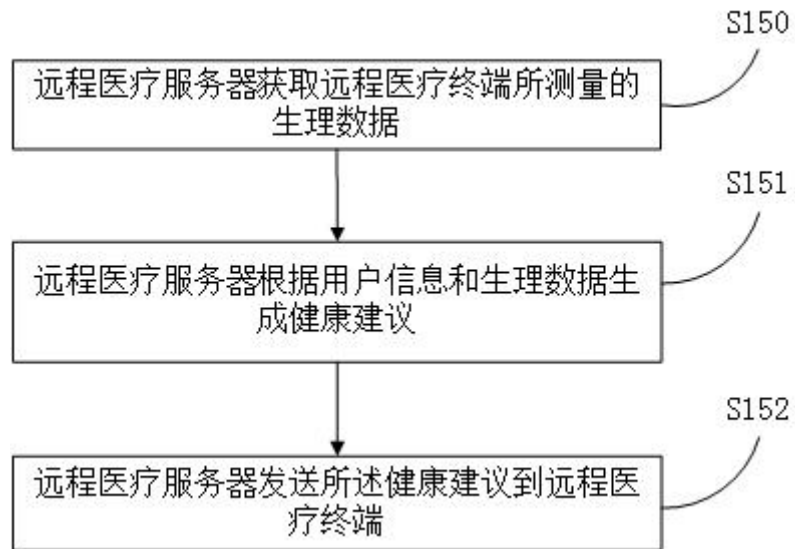 S150
远程医疗服务器获取远程医疗终端所测量的
生理数据
S151
远程医疗服务器根据用户信息和生理数据生
成健康建议
S152
远程医疗服务器发送所述健康建议到远程医
疗终端